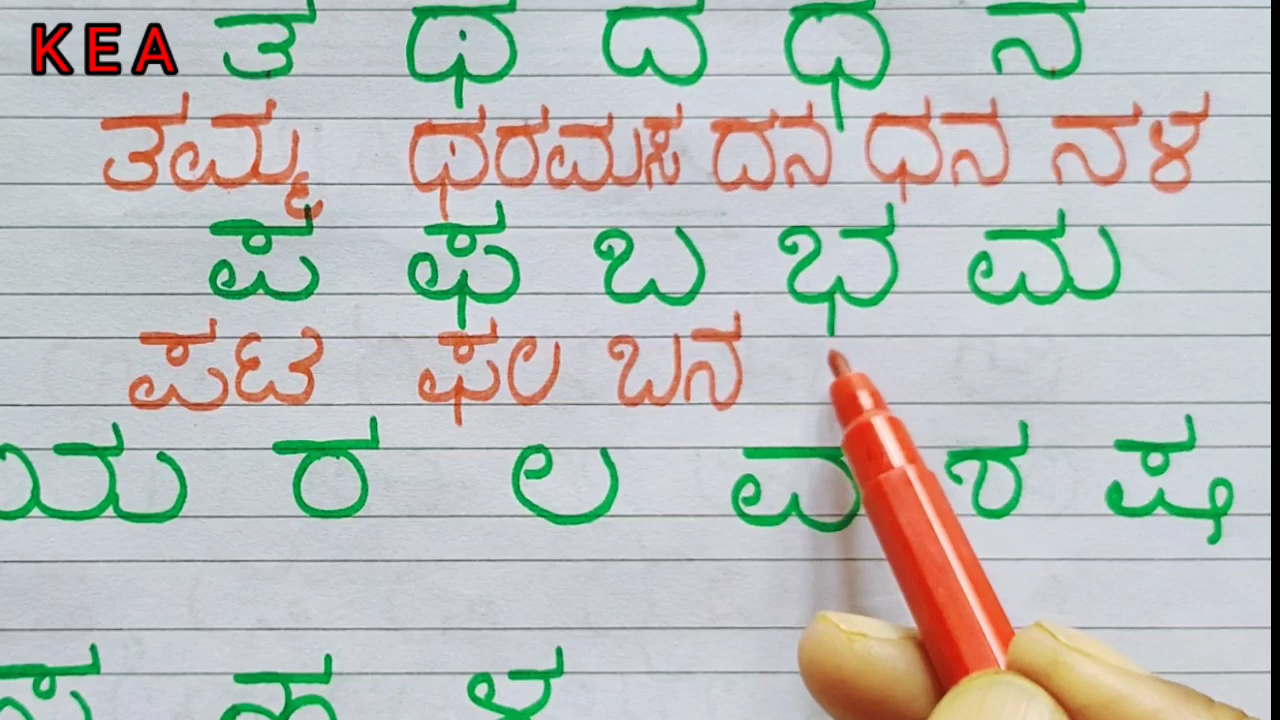 KEA
ತ ಥ ದ ಧ ನ
ತಮ್ಮ ಥರಮಸ ದನ ಧನ ನಳ
ಪ ಫ ಬ ಭ ಮ
ಪಟ ಫಲ ಬನ
ಯ ರ ಲ ವ ಶ ಷ
ಸ ಹ ಳ